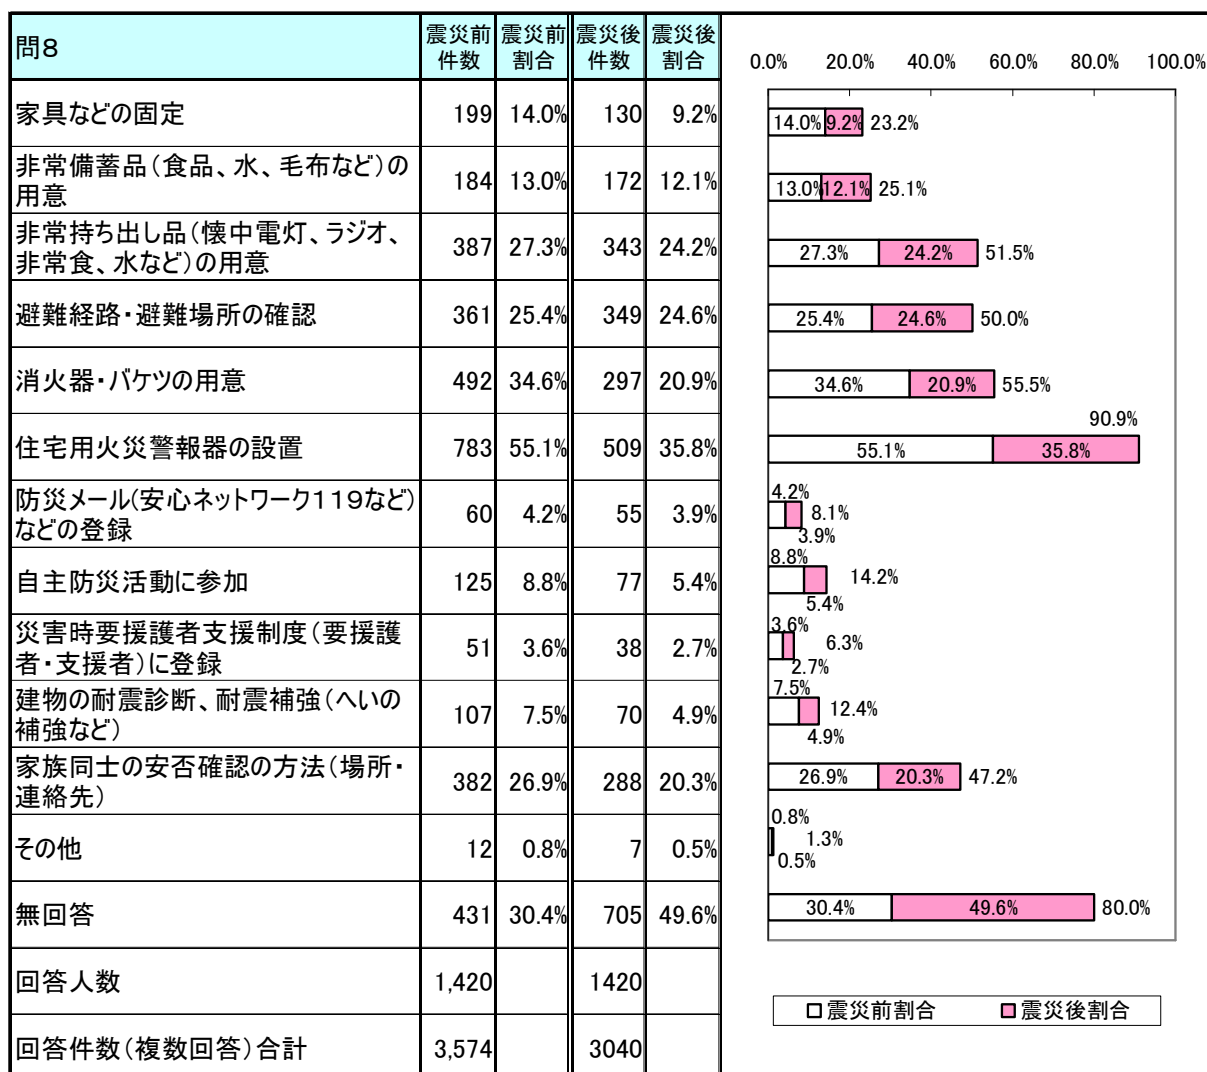 問8 震災前件数 震災前割合 震災後件数 震災後割合
家具などの固定 199 14.0% 130 9.2%
非常備蓄品(食品、水、毛布など)の
用意 184 13.0% 172 12.1%
非常持ち出し品(懐中電灯、ラジオ、
非常食、水など)の用意 387 27.3% 343 24.2%
避難経路・避難場所の確認 361 25.4% 349 24.6%
消火器・バケツの用意 492 34.6% 297 20.9%
住宅用火災警報器の設置 783 55.1% 509 35.8%
防災メール(安心ネットワーク119など)
などの登録 60 4.2% 55 3.9%
自主防災活動に参加 125 8.8% 77 5.4%
災害時要援護者支援制度(要援護
者・支援者)に登録 51 3.6% 38 2.7%
建物の耐震診断、耐震補強(へいの
補強など) 107 7.5% 70 4.9%
家族同士の安否確認の方法(場所・
連絡先) 382 26.9% 288 20.3%
その他 12 0.8% 7 0.5%
無回答 431 30.4% 705 49.6%
回答人数 1,420 1420
回答件数(複数回答)合計 3,574 3040
0.0% 20.0% 40.0% 60.0% 80.0% 100.0%
14.0% 9.2% 23.2%
13.0% 12.1% 25.1%
27.3% 24.2% 51.5%
25.4% 24.6% 50.0%
34.6% 20.9% 55.5%
90.9%
55.1% 35.8%
4.2%
8.1%
3.9%
8.8%
14.2%
5.4%
3.6%
6.3%
2.7%
7.5%
12.4%
4.9%
26.9% 20.3% 47.2%
0.8%
1.3%
0.5%
30.4% 49.6% 80.0%
震災前割合 震災後割合